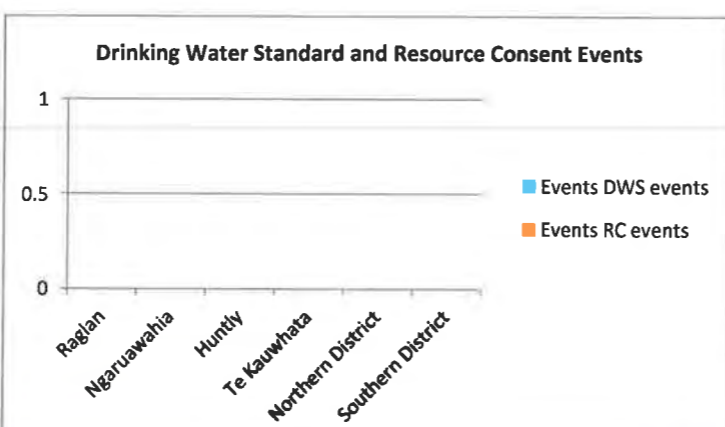 Drinking Water Standard and Resource Consent Events
1
0.5
0
Events DWS events
Events RC events
Raglan
Ngaruawahia
Huntly
Te Kauwhata
Northern District
Southern District